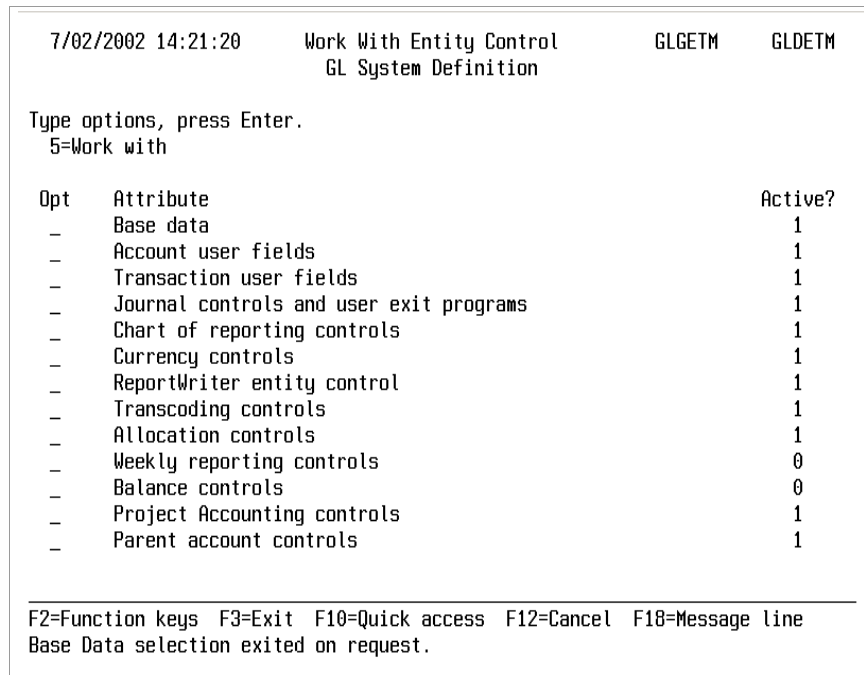 7/02/2002 14:21:20 Work With Entity Control GLGETM GLDETM
GL System Definition
Type options, press Enter.
5=Work with
Opt Attribute Active?
_ Base data 1
_ Account user fields 1
_ Transaction user fields 1
_ Journal controls and user exit programs 1
_ Chart of reporting controls 1
_ Currency controls 1
_ ReportWriter entity control 1
_ Transcoding controls 1
_ Allocation controls 1
_ Weekly reporting controls 0
_ Balance controls 0
_ Project Accounting controls 1
_ Parent account controls 1
F2=Function keys F3=Exit F10=Quick access F12=Cancel F18=Message line
Base Data selection exited on request.